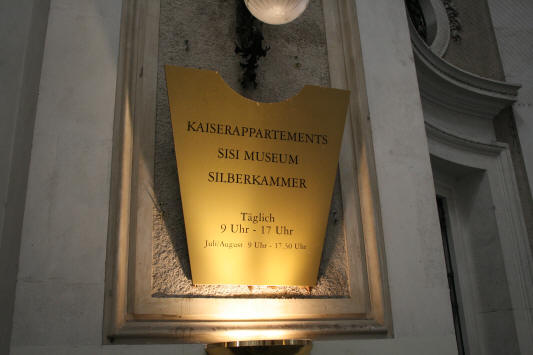 KAISERAPPARTEMENTS
SISI MUSEUM
SILBERKAMMER
Täglich
9 Uhr - 17 Uhr
Juli/August 9 Uhr - 17.30 Uhr